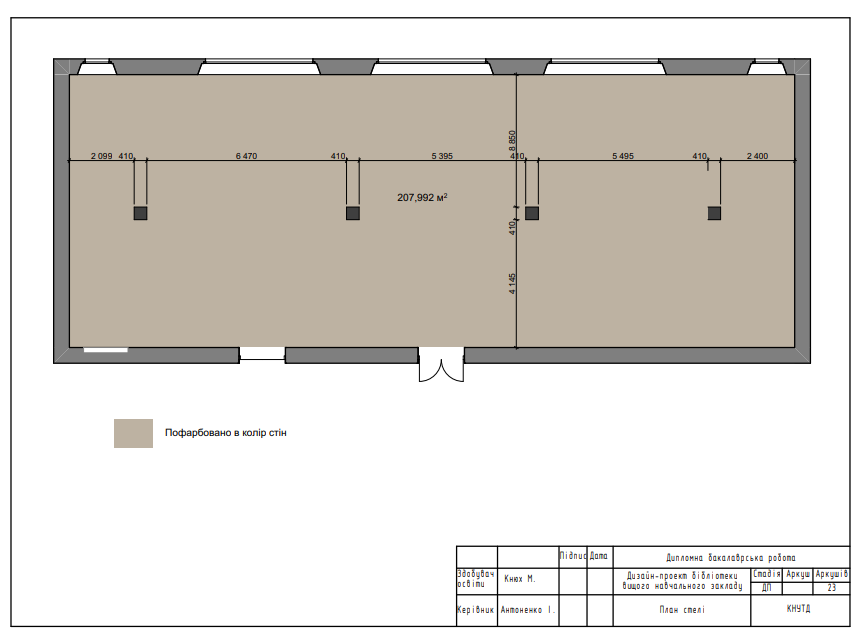 8 850
2 099 410 6 470 410 5 395 410 5 495 410 2 400
207,992 м²
410
4 145
Пофарбовано в колір стін
Підпис Дата Дипломна бакалаврська робота
Здобувач освіти Кнюх М. Дизайн-проект бібліотеки вищого навчального закладу Стадія Аркуш Аркушів
ДП 23
Керівник Антоненко І. План стелі КНУТД